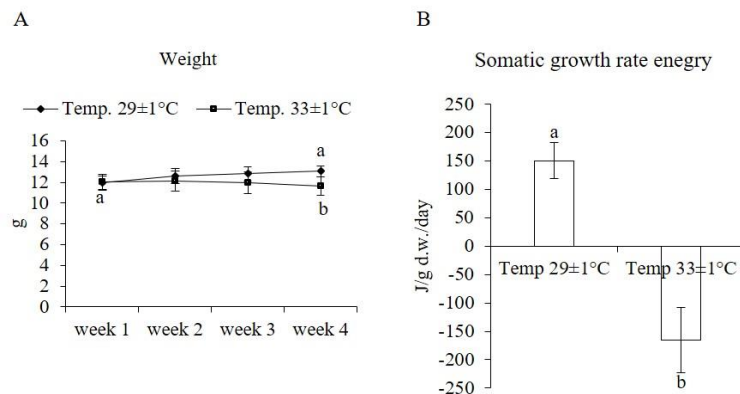 A
Weight
Temp. 29±1°C Temp. 33±1°C
16
14
12
10
8
6
4
2
0
g
a
a
b
week 1 week 2 week 3 week 4
B
Somatic growth rate enegry
250
200
150
100
50
0
-50
-100
-150
-200
-250
J/g d.w./day
a
Temp 29±1°C Temp 33±1°C
b